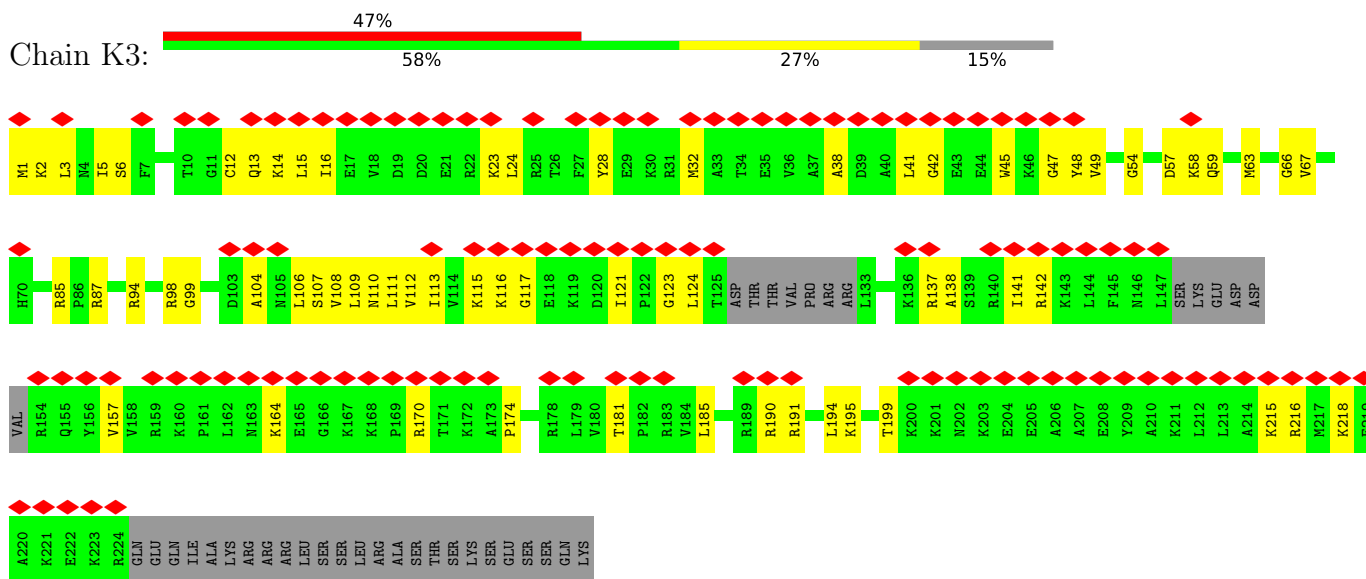 47%
Chain K3:
58% 27% 15%
M1 K2 L3 N4 I5 S6 F7 T10 G11 C12 Q13 K14 L15 I16 E17 V18 D19 D20 E21 R22 K23 L24 R25 T26 F27 Y28 E29 K30 R31 M32 A33 T34 E35 V36 A37 A38 D39 A40 L41 G42 E43 E44 W45 K46 G47 Y48 V49 G54 D57 K58 Q59 M63 G66 V67
H70 R85 P86 R87 R94 R98 G99 D103 A104 N105 L106 S107 V108 L109 N110 L111 V112 I113 V114 K115 K116 G117 E118 K119 D120 I121 P122 G123 L124 T125 ASP THR THR VAL PRO ARG ARG L133 K136 R137 A138 S139 R140 I141 R142 K143 L144 F145 N146 L147 SER LYS GLU ASP ASP
VAL R154 Q155 Y156 V157 V158 R159 K160 P161 L162 N163 K164 E165 G166 K167 K168 P169 R170 T171 K172 A173 P174 R178 L179 V180 T181 P182 R183 V184 L185 R189 R190 R191 L194 K195 T199 K200 K201 N202 K203 E204 E205 A206 A207 E208 Y209 A210 K211 L212 L213 A214 K215 R216 M217 K218 E219
A220 K221 E222 K223 R224 GLN GLU GLN ILE ALA LYS ARG ARG ARG LEU SER SER LEU ARG ALA SER THR SER LYS SER GLU SER SER GLN LYS